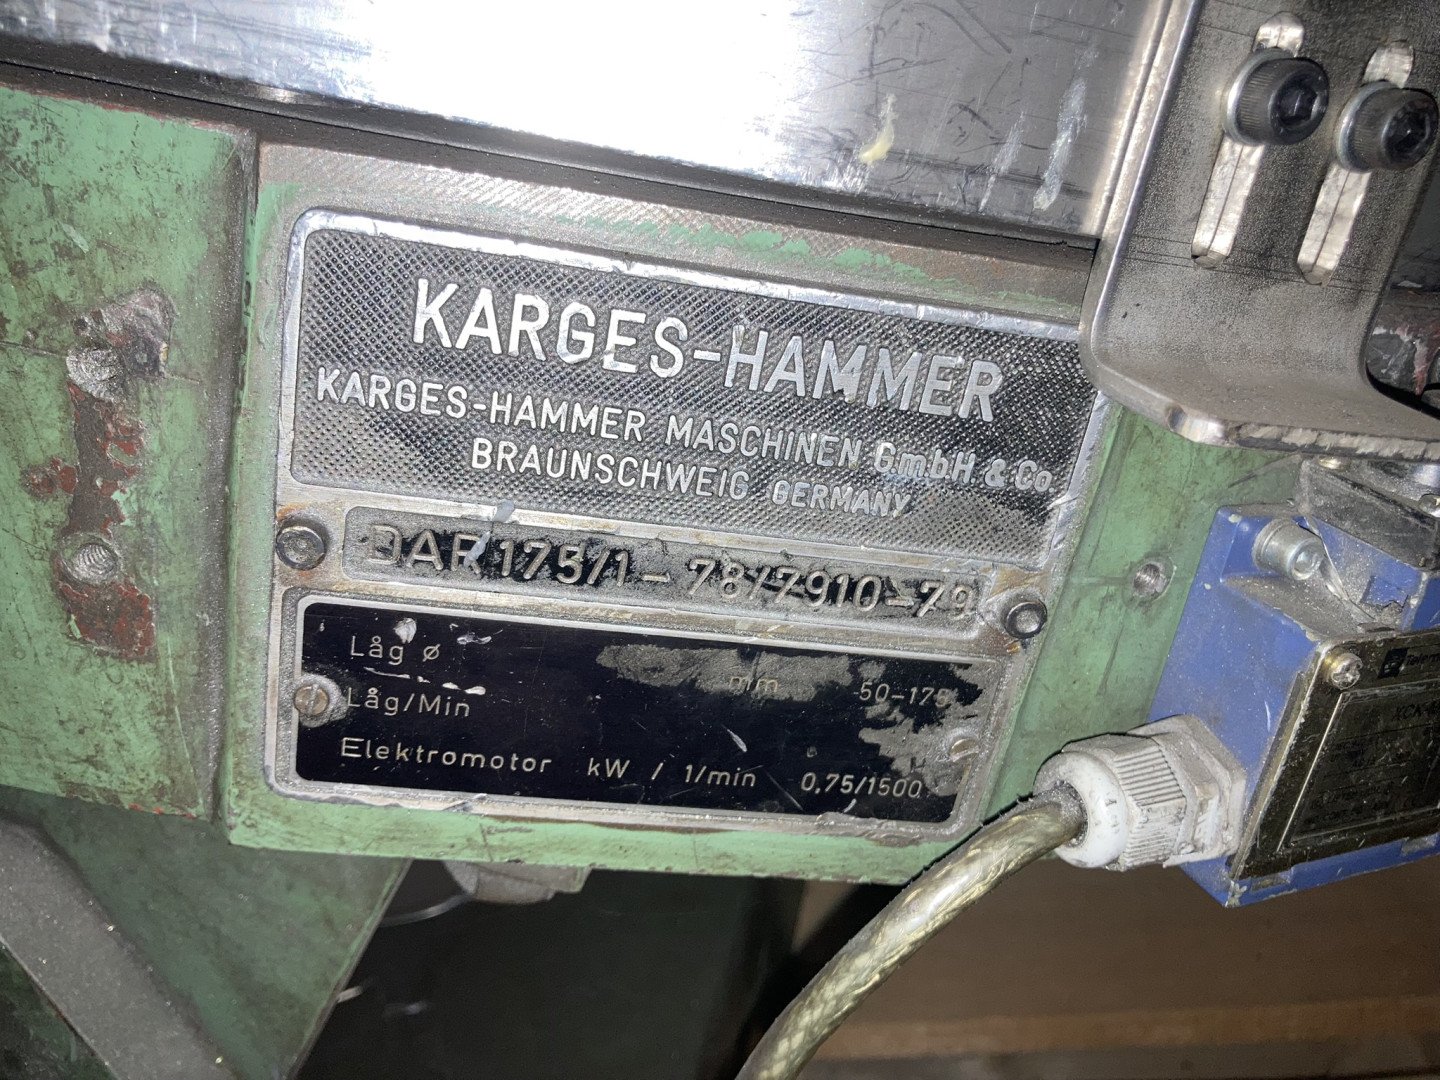 KARGES-HAMMER
KARGES-HAMMER MASCHINEN GmbH & Co.
BRAUNSCHWEIG GERMANY
DAR 175/1-78/7910-79
Låg ø mm 50-175
Låg/Min
Elektromotor kW / 1/min 0,75/1500